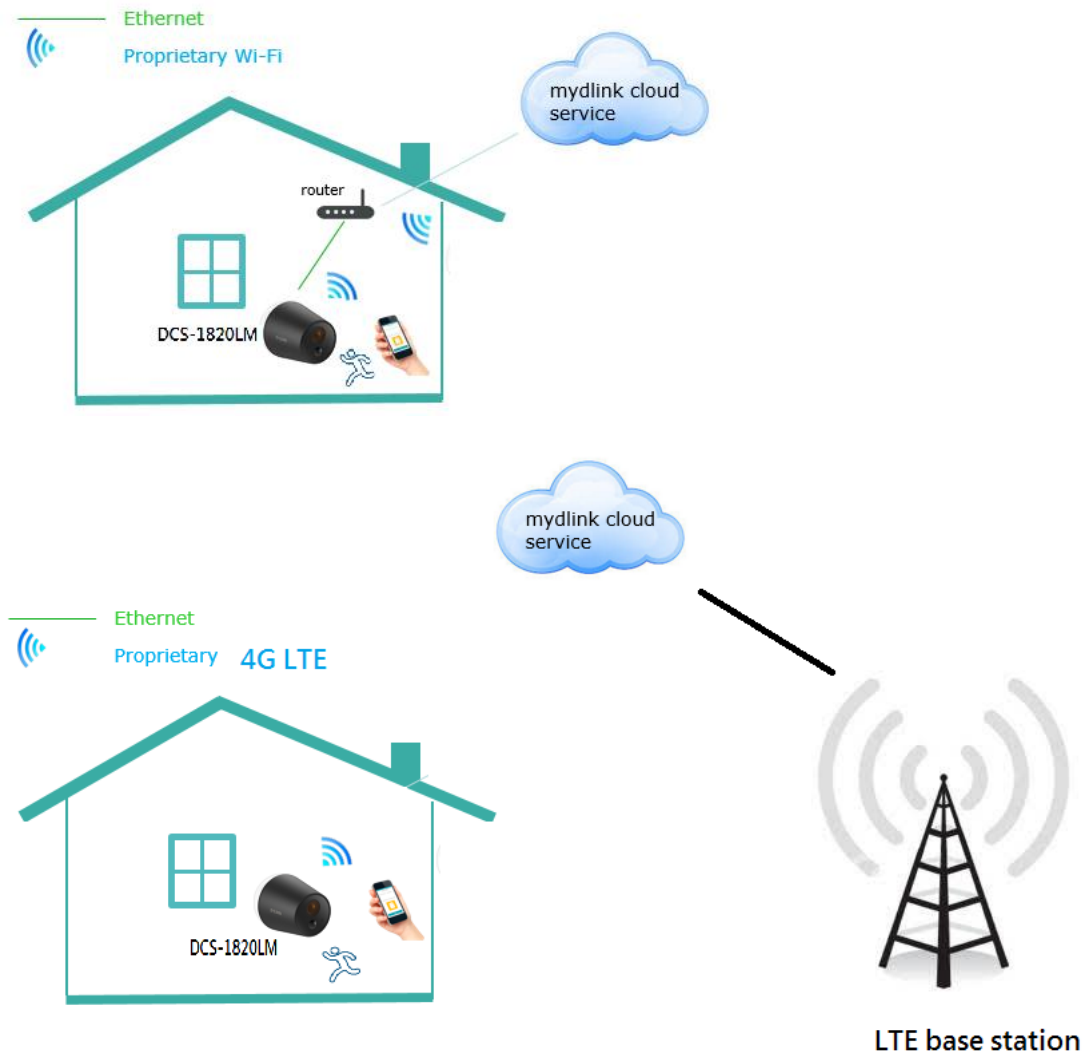 Ethernet
Proprietary Wi-Fi
mydlink cloud
service
router
DCS-1820LM
mydlink cloud
service
Ethernet
Proprietary 4G LTE
DCS-1820LM
LTE base station